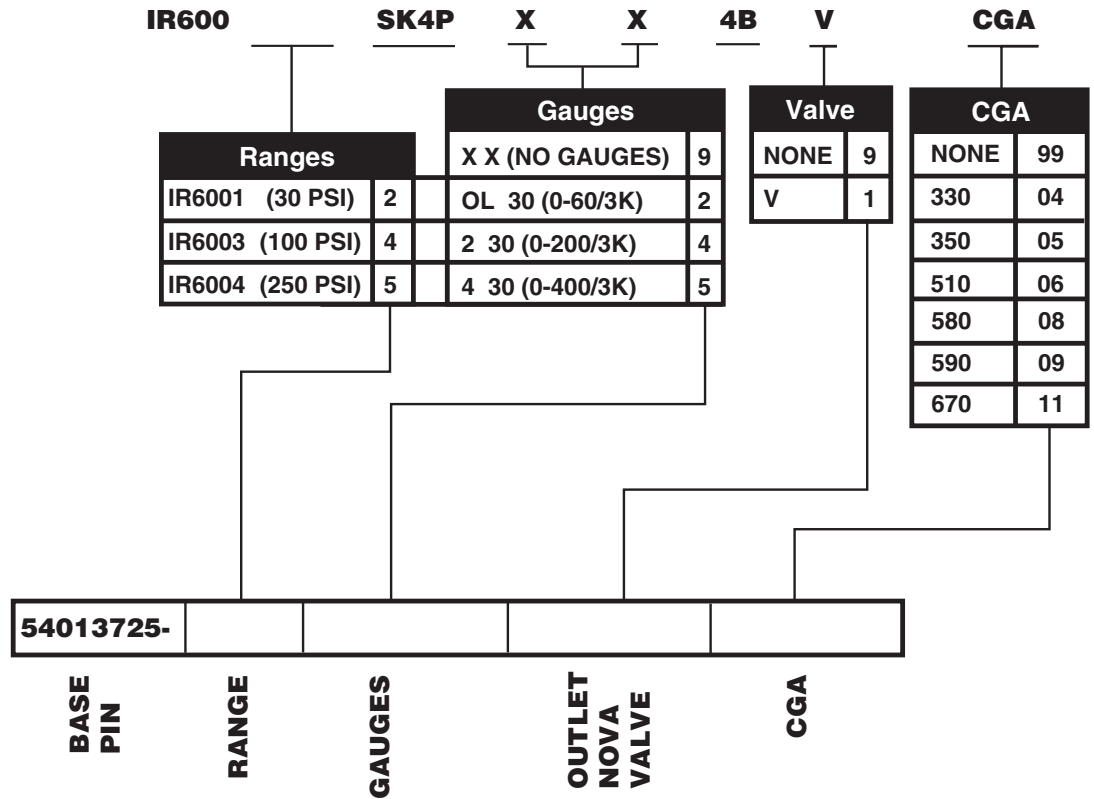 IR600 SK4P X X 4B V CGA
Gauges
X X (NO GAUGES) 9
OL 30 (0-60/3K) 2
2 30 (0-200/3K) 4
4 30 (0-400/3K) 5
Ranges
IR6001 (30 PSI) 2
IR6003 (100 PSI) 4
IR6004 (250 PSI) 5
Valve
NONE 9
V 1
CGA
NONE 99
330 04
350 05
510 06
580 08
590 09
670 11
54013725-
BASE
PIN
RANGE
GAUGES
OUTLET
NOVA
VALVE
CGA